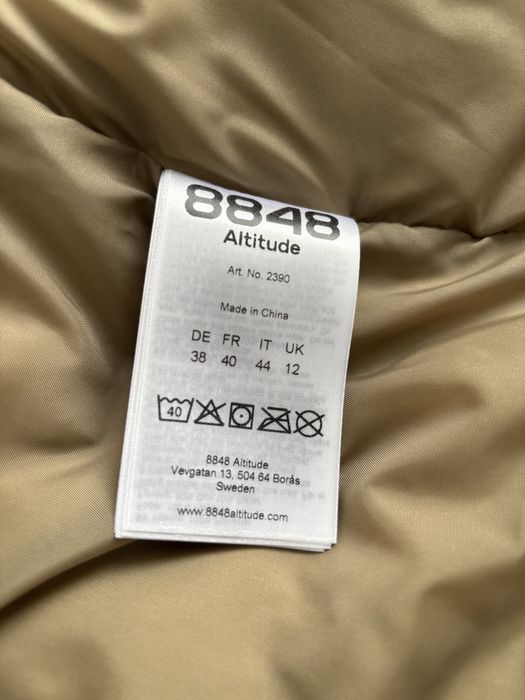 8848
Altitude
Art. No. 2390
Made in China
DE FR IT UK
38 40 44 12
40
8848 Altitude
Vevgatan 13, 504 64 Borås
Sweden
www.8848altitude.com